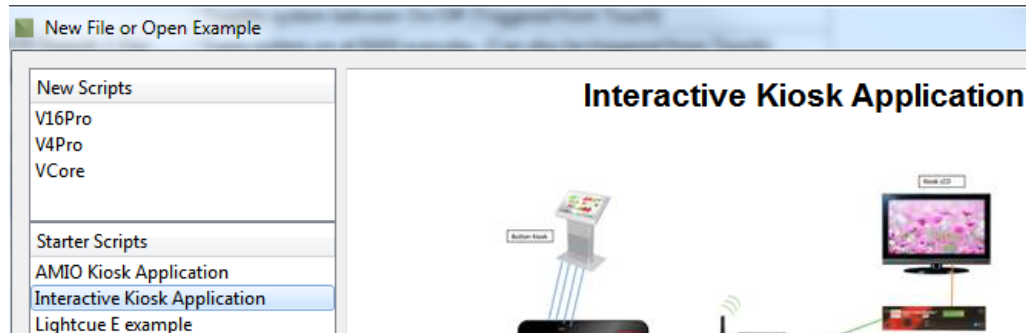 New File or Open Example
New Scripts
V16Pro
V4Pro
VCore
Starter Scripts
AMIO Kiosk Application
Interactive Kiosk Application
Lightcue E example
Interactive Kiosk Application
Button Kiosk
Kiosk LCD